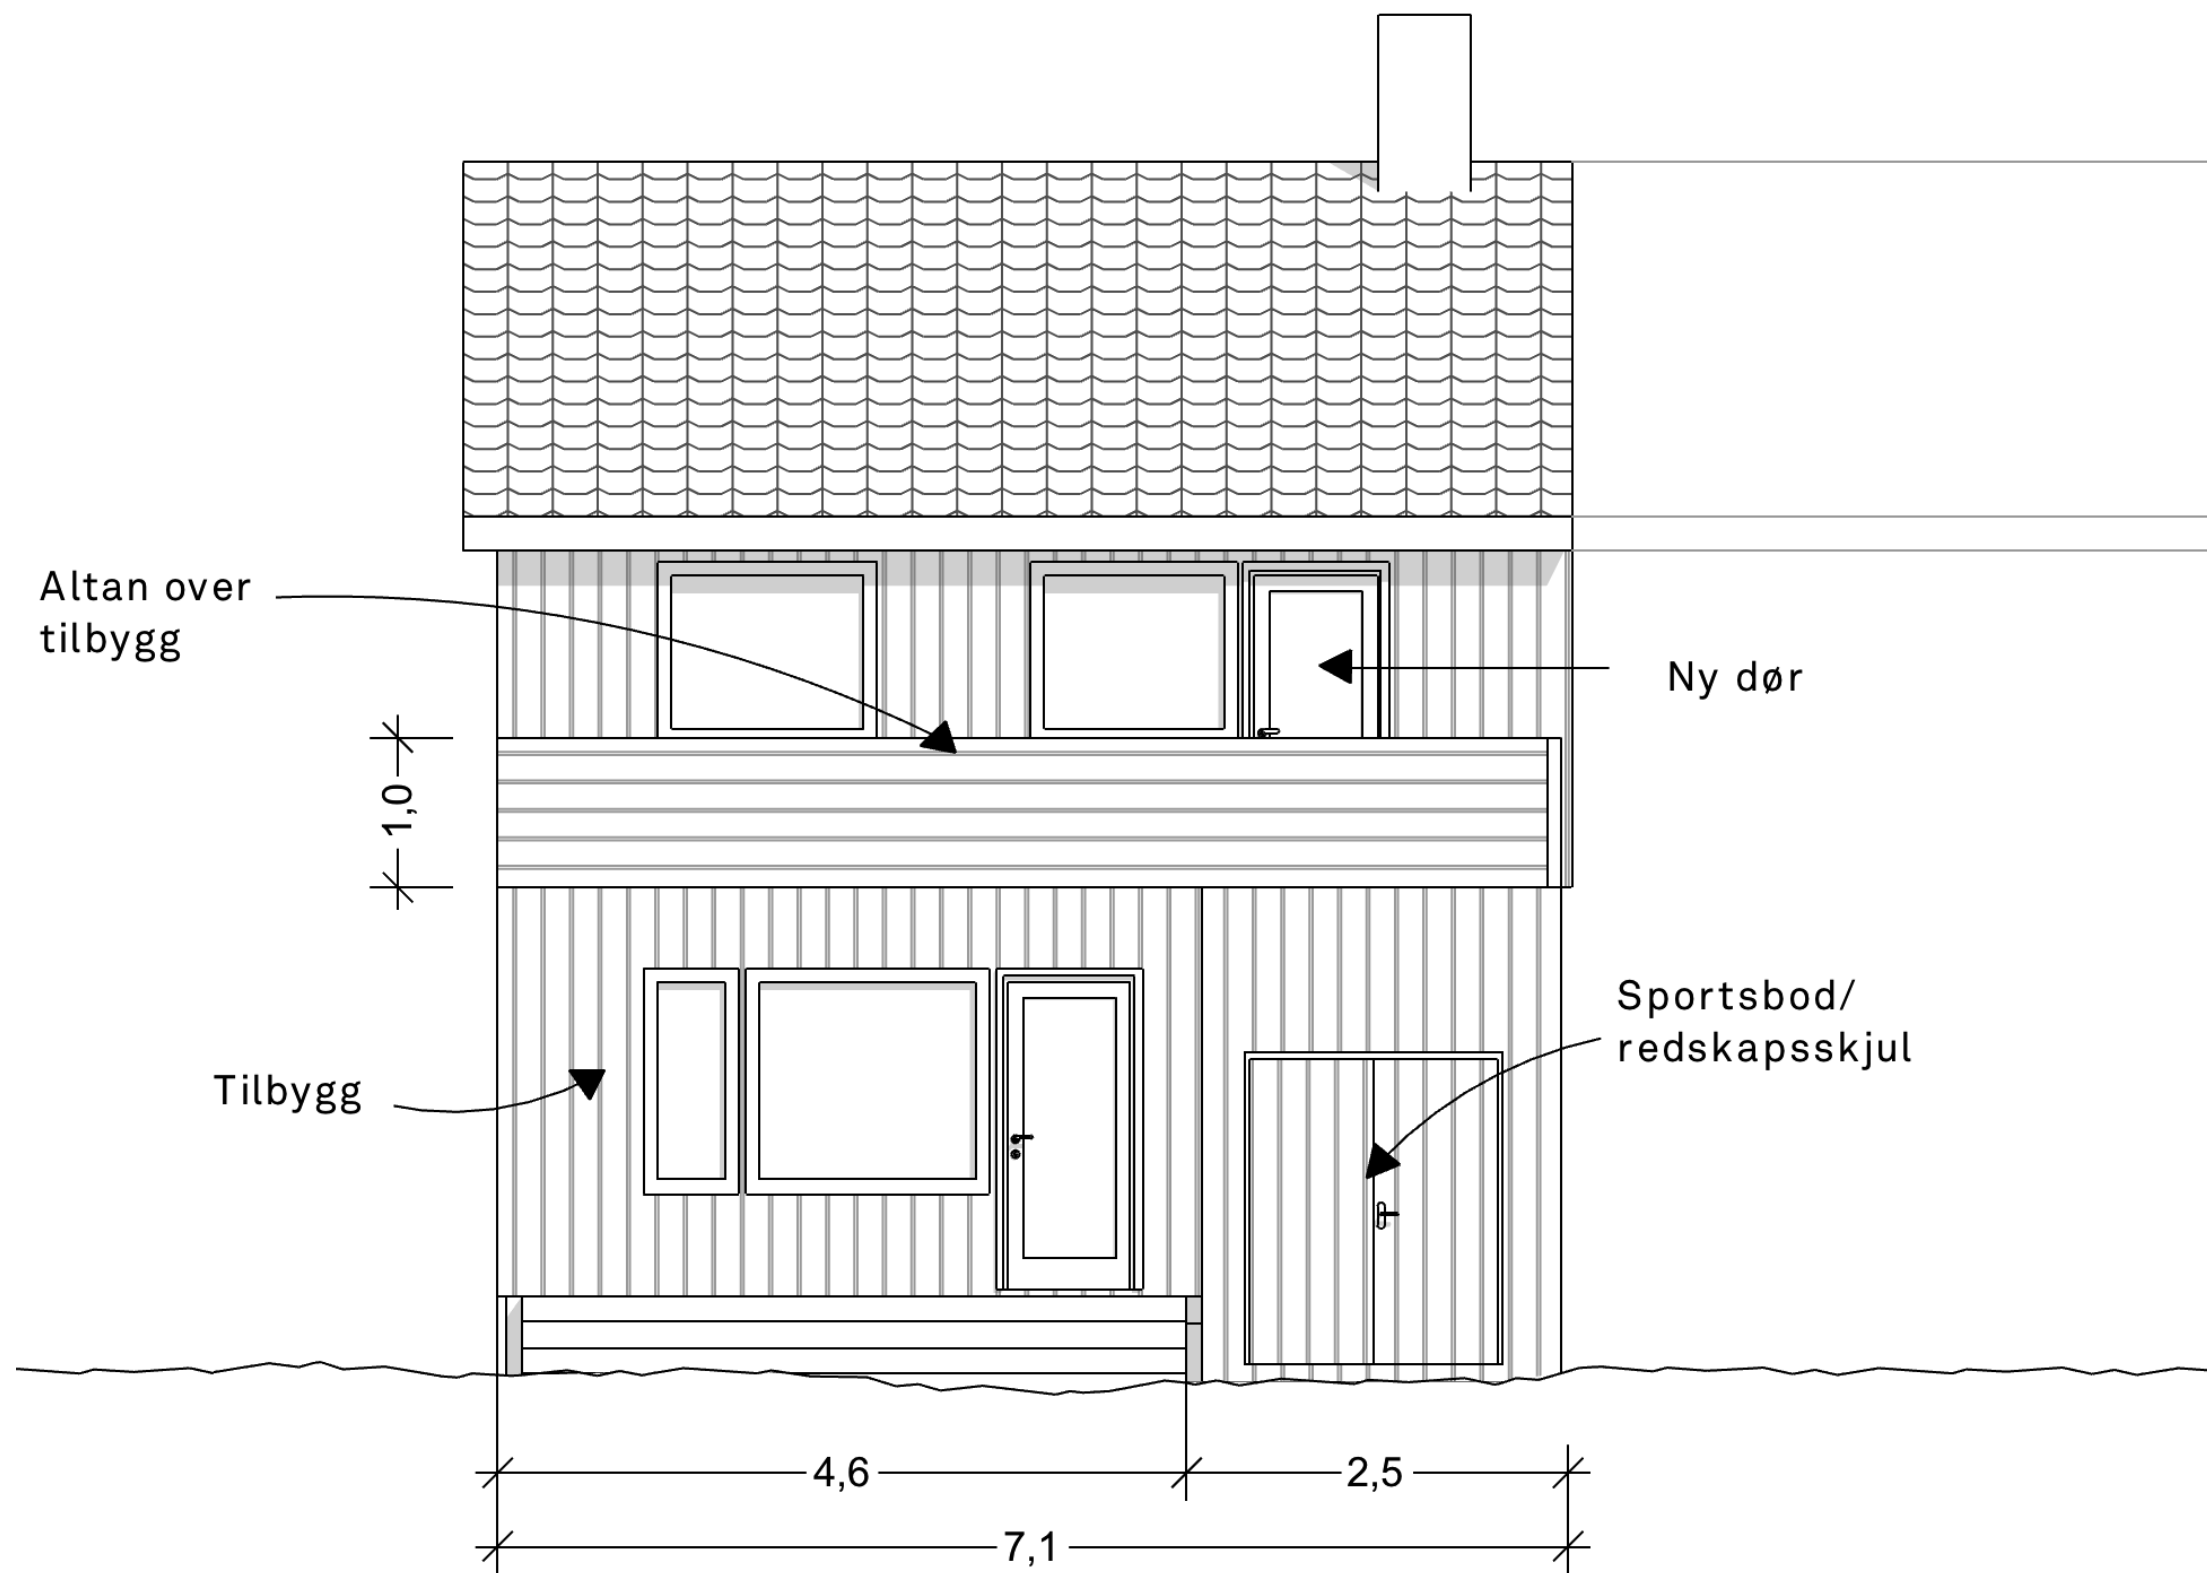 Altan over
tilbygg
Ny dør
1,0
Sportsbod/
redskapsskjul
Tilbygg
4,6
2,5
7,1